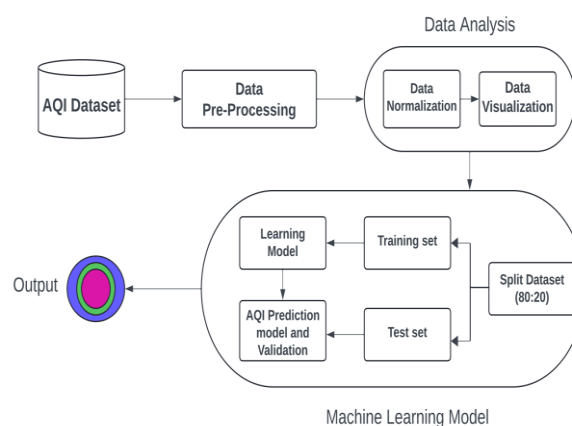 Data Analysis
AQI Dataset
Data
Pre-Processing
Data
Normalization
Data
Visualization
Learning
Model
Training set
Split Dataset
(80:20)
Output
AQI Prediction
model and
Validation
Test set
Machine Learning Model